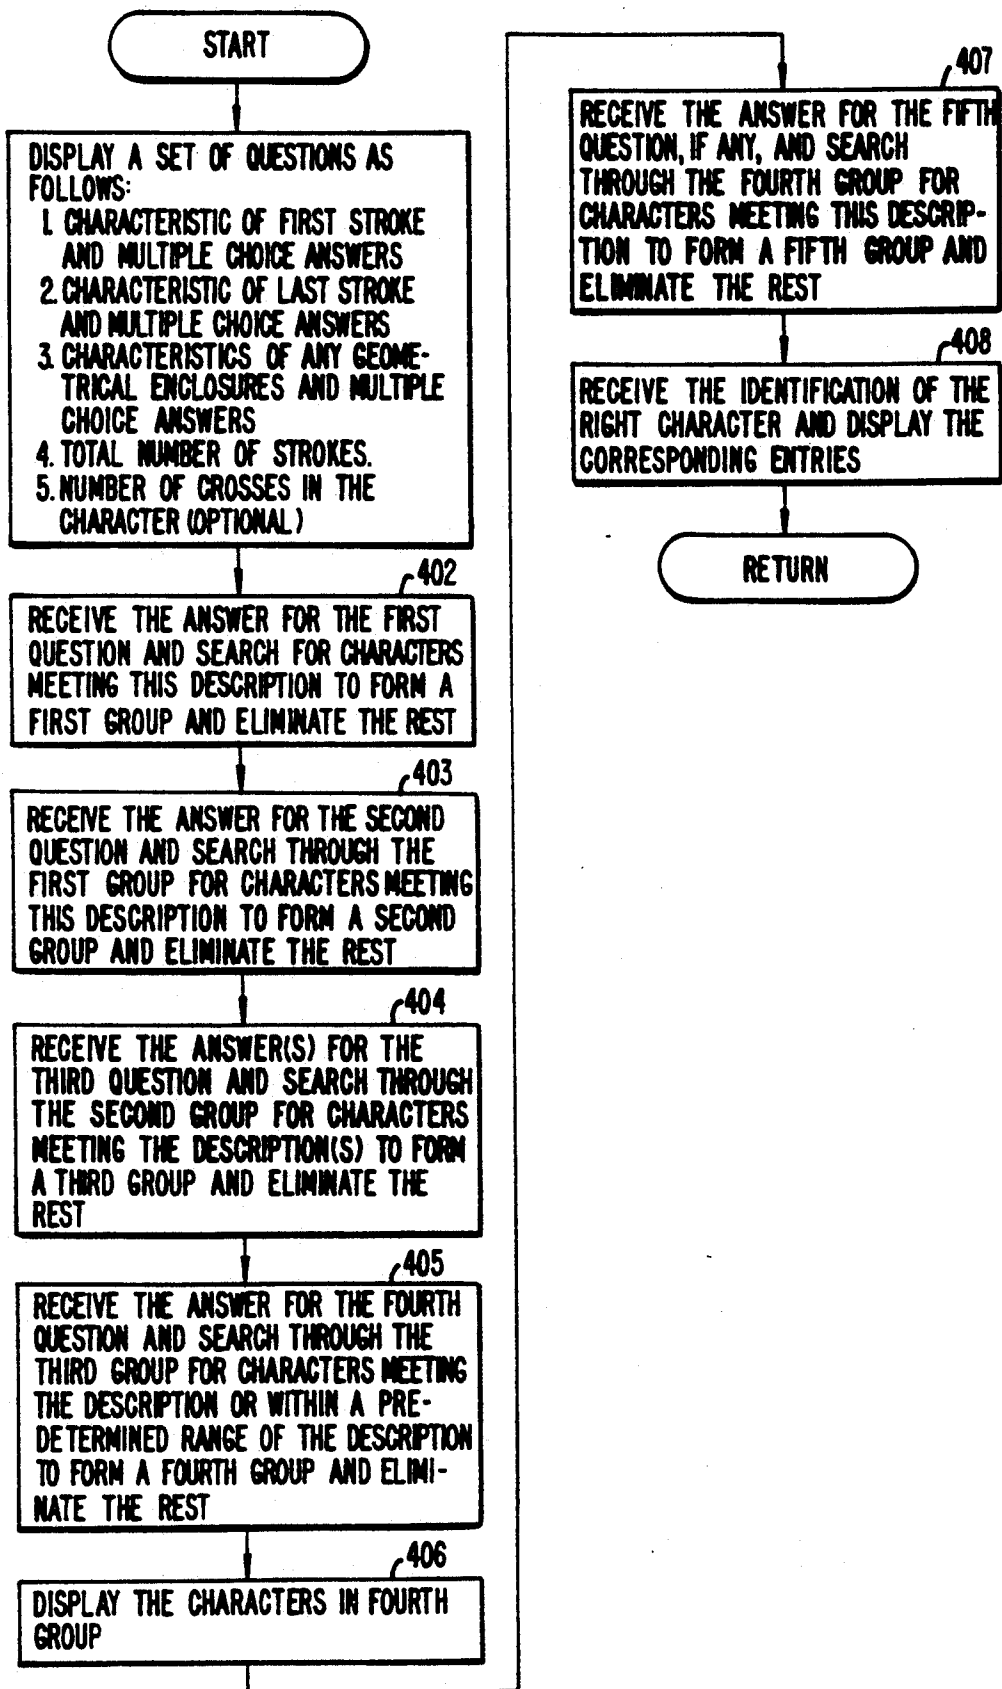 START
DISPLAY A SET OF QUESTIONS AS
FOLLOWS:
1. CHARACTERISTIC OF FIRST STROKE
AND MULTIPLE CHOICE ANSWERS
2. CHARACTERISTIC OF LAST STROKE
AND MULTIPLE CHOICE ANSWERS
3. CHARACTERISTICS OF ANY GEOME-
TRICAL ENCLOSURES AND MULTIPLE
CHOICE ANSWERS
4. TOTAL NUMBER OF STROKES.
5. NUMBER OF CROSSES IN THE
CHARACTER (OPTIONAL)
402
RECEIVE THE ANSWER FOR THE FIRST
QUESTION AND SEARCH FOR CHARACTERS
MEETING THIS DESCRIPTION TO FORM A
FIRST GROUP AND ELIMINATE THE REST
403
RECEIVE THE ANSWER FOR THE SECOND
QUESTION AND SEARCH THROUGH THE
FIRST GROUP FOR CHARACTERS MEETING
THIS DESCRIPTION TO FORM A SECOND
GROUP AND ELIMINATE THE REST
404
RECEIVE THE ANSWER(S) FOR THE
THIRD QUESTION AND SEARCH THROUGH
THE SECOND GROUP FOR CHARACTERS
MEETING THE DESCRIPTION(S) TO FORM
A THIRD GROUP AND ELIMINATE THE
REST
405
RECEIVE THE ANSWER FOR THE FOURTH
QUESTION AND SEARCH THROUGH THE
THIRD GROUP FOR CHARACTERS MEETING
THE DESCRIPTION OR WITHIN A PRE-
DETERMINED RANGE OF THE DESCRIPTION
TO FORM A FOURTH GROUP AND ELIMI-
NATE THE REST
406
DISPLAY THE CHARACTERS IN FOURTH
GROUP
407
RECEIVE THE ANSWER FOR THE FIFTH
QUESTION, IF ANY, AND SEARCH
THROUGH THE FOURTH GROUP FOR
CHARACTERS MEETING THIS DESCRIP-
TION TO FORM A FIFTH GROUP AND
ELIMINATE THE REST
408
RECEIVE THE IDENTIFICATION OF THE
RIGHT CHARACTER AND DISPLAY THE
CORRESPONDING ENTRIES
RETURN